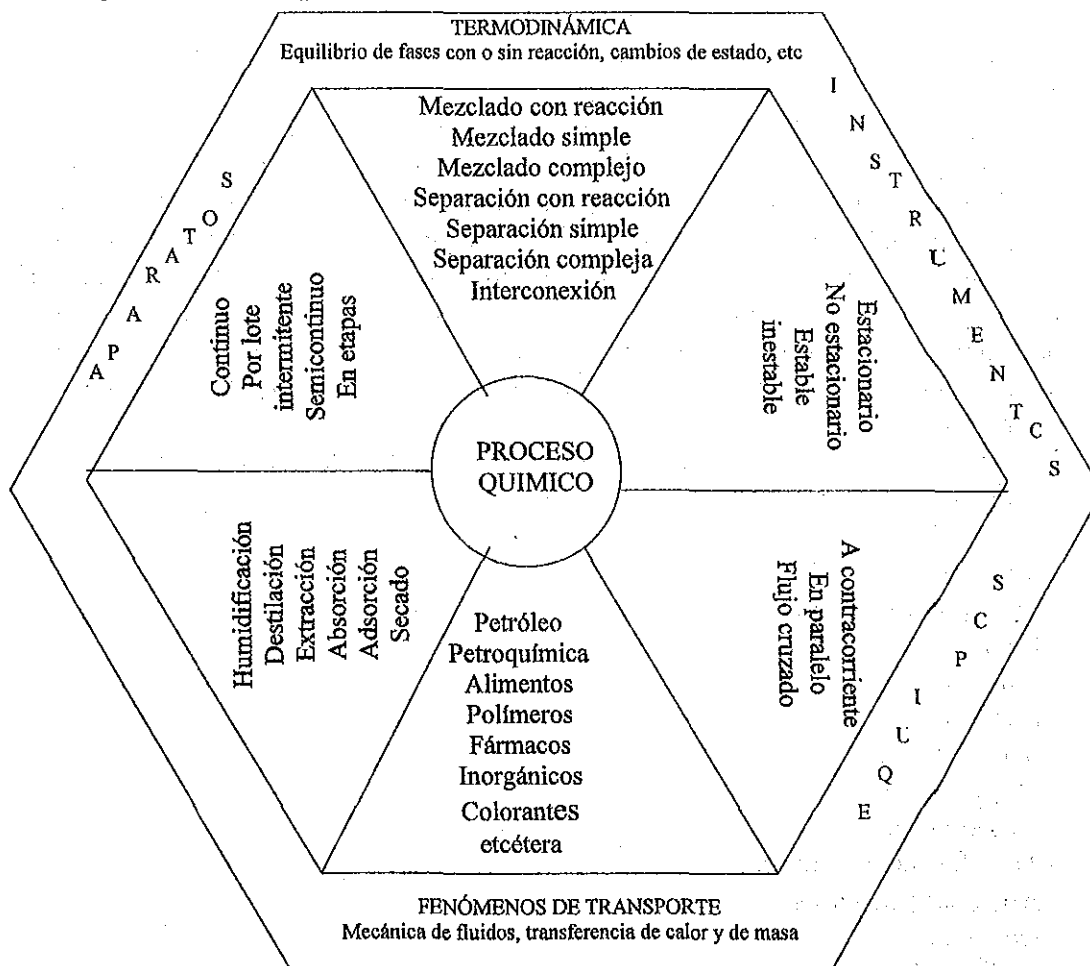 TERMODINÁMICA
Equilibrio de fases con o sin reacción, cambios de estado, etc
APARATOS
INSTRUMENTCS
Mezclado con reacción
Mezclado simple
Mezclado complejo
Separación con reacción
Separación simple
Separación compleja
Interconexión
Continuo
Por lote
intermitente
Semicontinuo
En etapas
Estacionario
No estacionario
Estable
inestable
PROCESO
QUIMICO
Humidificación
Destilación
Extracción
Absorción
Adsorción
Secado
Petróleo
Petroquímica
Alimentos
Polímeros
Fármacos
Inorgánicos
Colorantes
etcétera
A contracorriente
En paralelo
Flujo cruzado
EQUIPCS
FENÓMENOS DE TRANSPORTE
Mecánica de fluidos, transferencia de calor y de masa